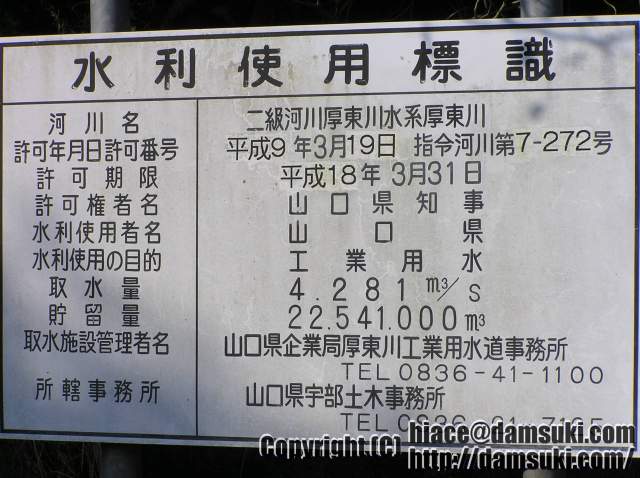 水利使用標識
河川名 二級河川厚東川水系厚東川
許可年月日許可番号 平成9年3月19日 指令河川第7-272号
許可期限 平成18年3月31日
許可権者名 山口県知事
水利使用者名 山口県
水利使用の目的 工業用水
取水量 4.281m³/s
貯留量 22.541.000m³
取水施設管理者名 山口県企業局厚東川工業用水道事務所
TEL0836-41-1100
所轄事務所 山口県宇部土木事務所
TEL
Copyright (C) hiace@damsuki.com
http://damsuki.com/